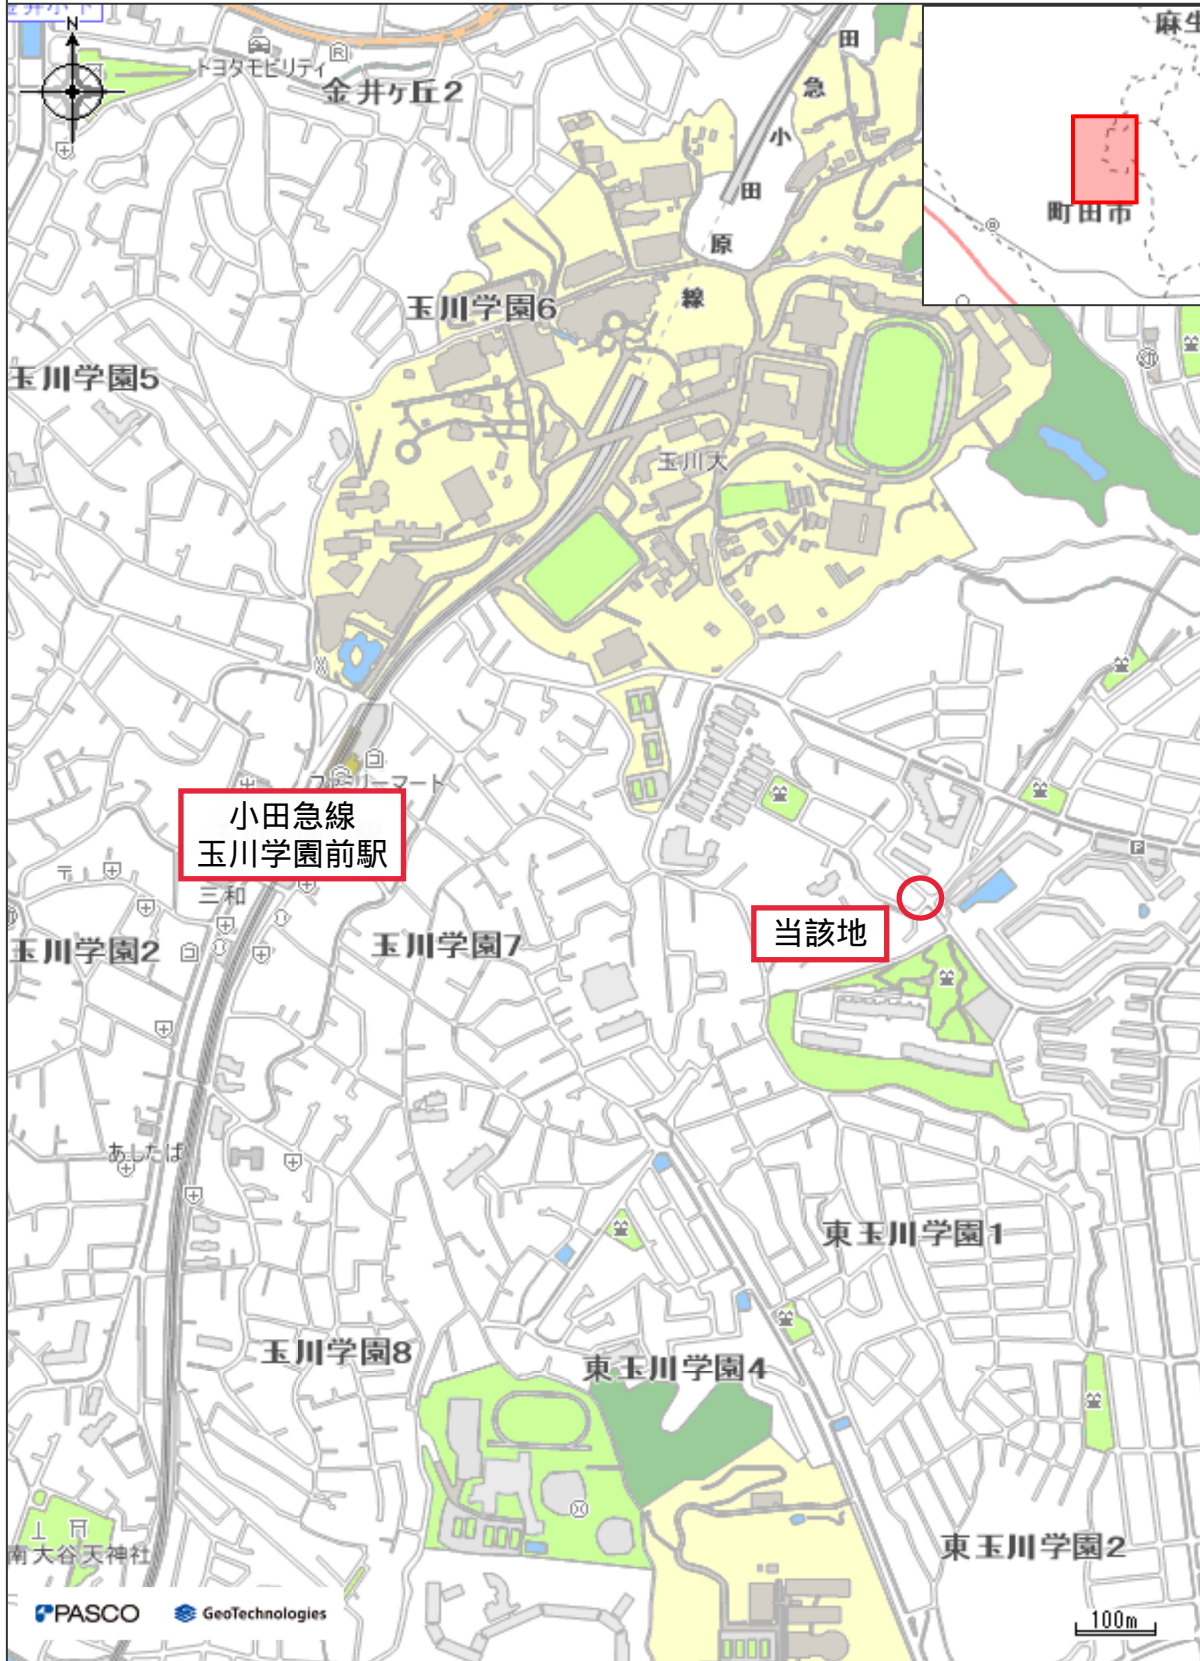 金井小下
N
トヨタモビリティ
R
金井ヶ丘2
田
急
小
田
原
線
麻生
町田市
玉川学園6
玉川学園5
玉川大
ファミリーマート
小田急線
玉川学園前駅
三和
P
当該地
玉川学園2
玉川学園7
あしたば
東玉川学園1
玉川学園8
東玉川学園4
東玉川学園2
南大谷天神社
PASCO
GeoTechnologies
100m